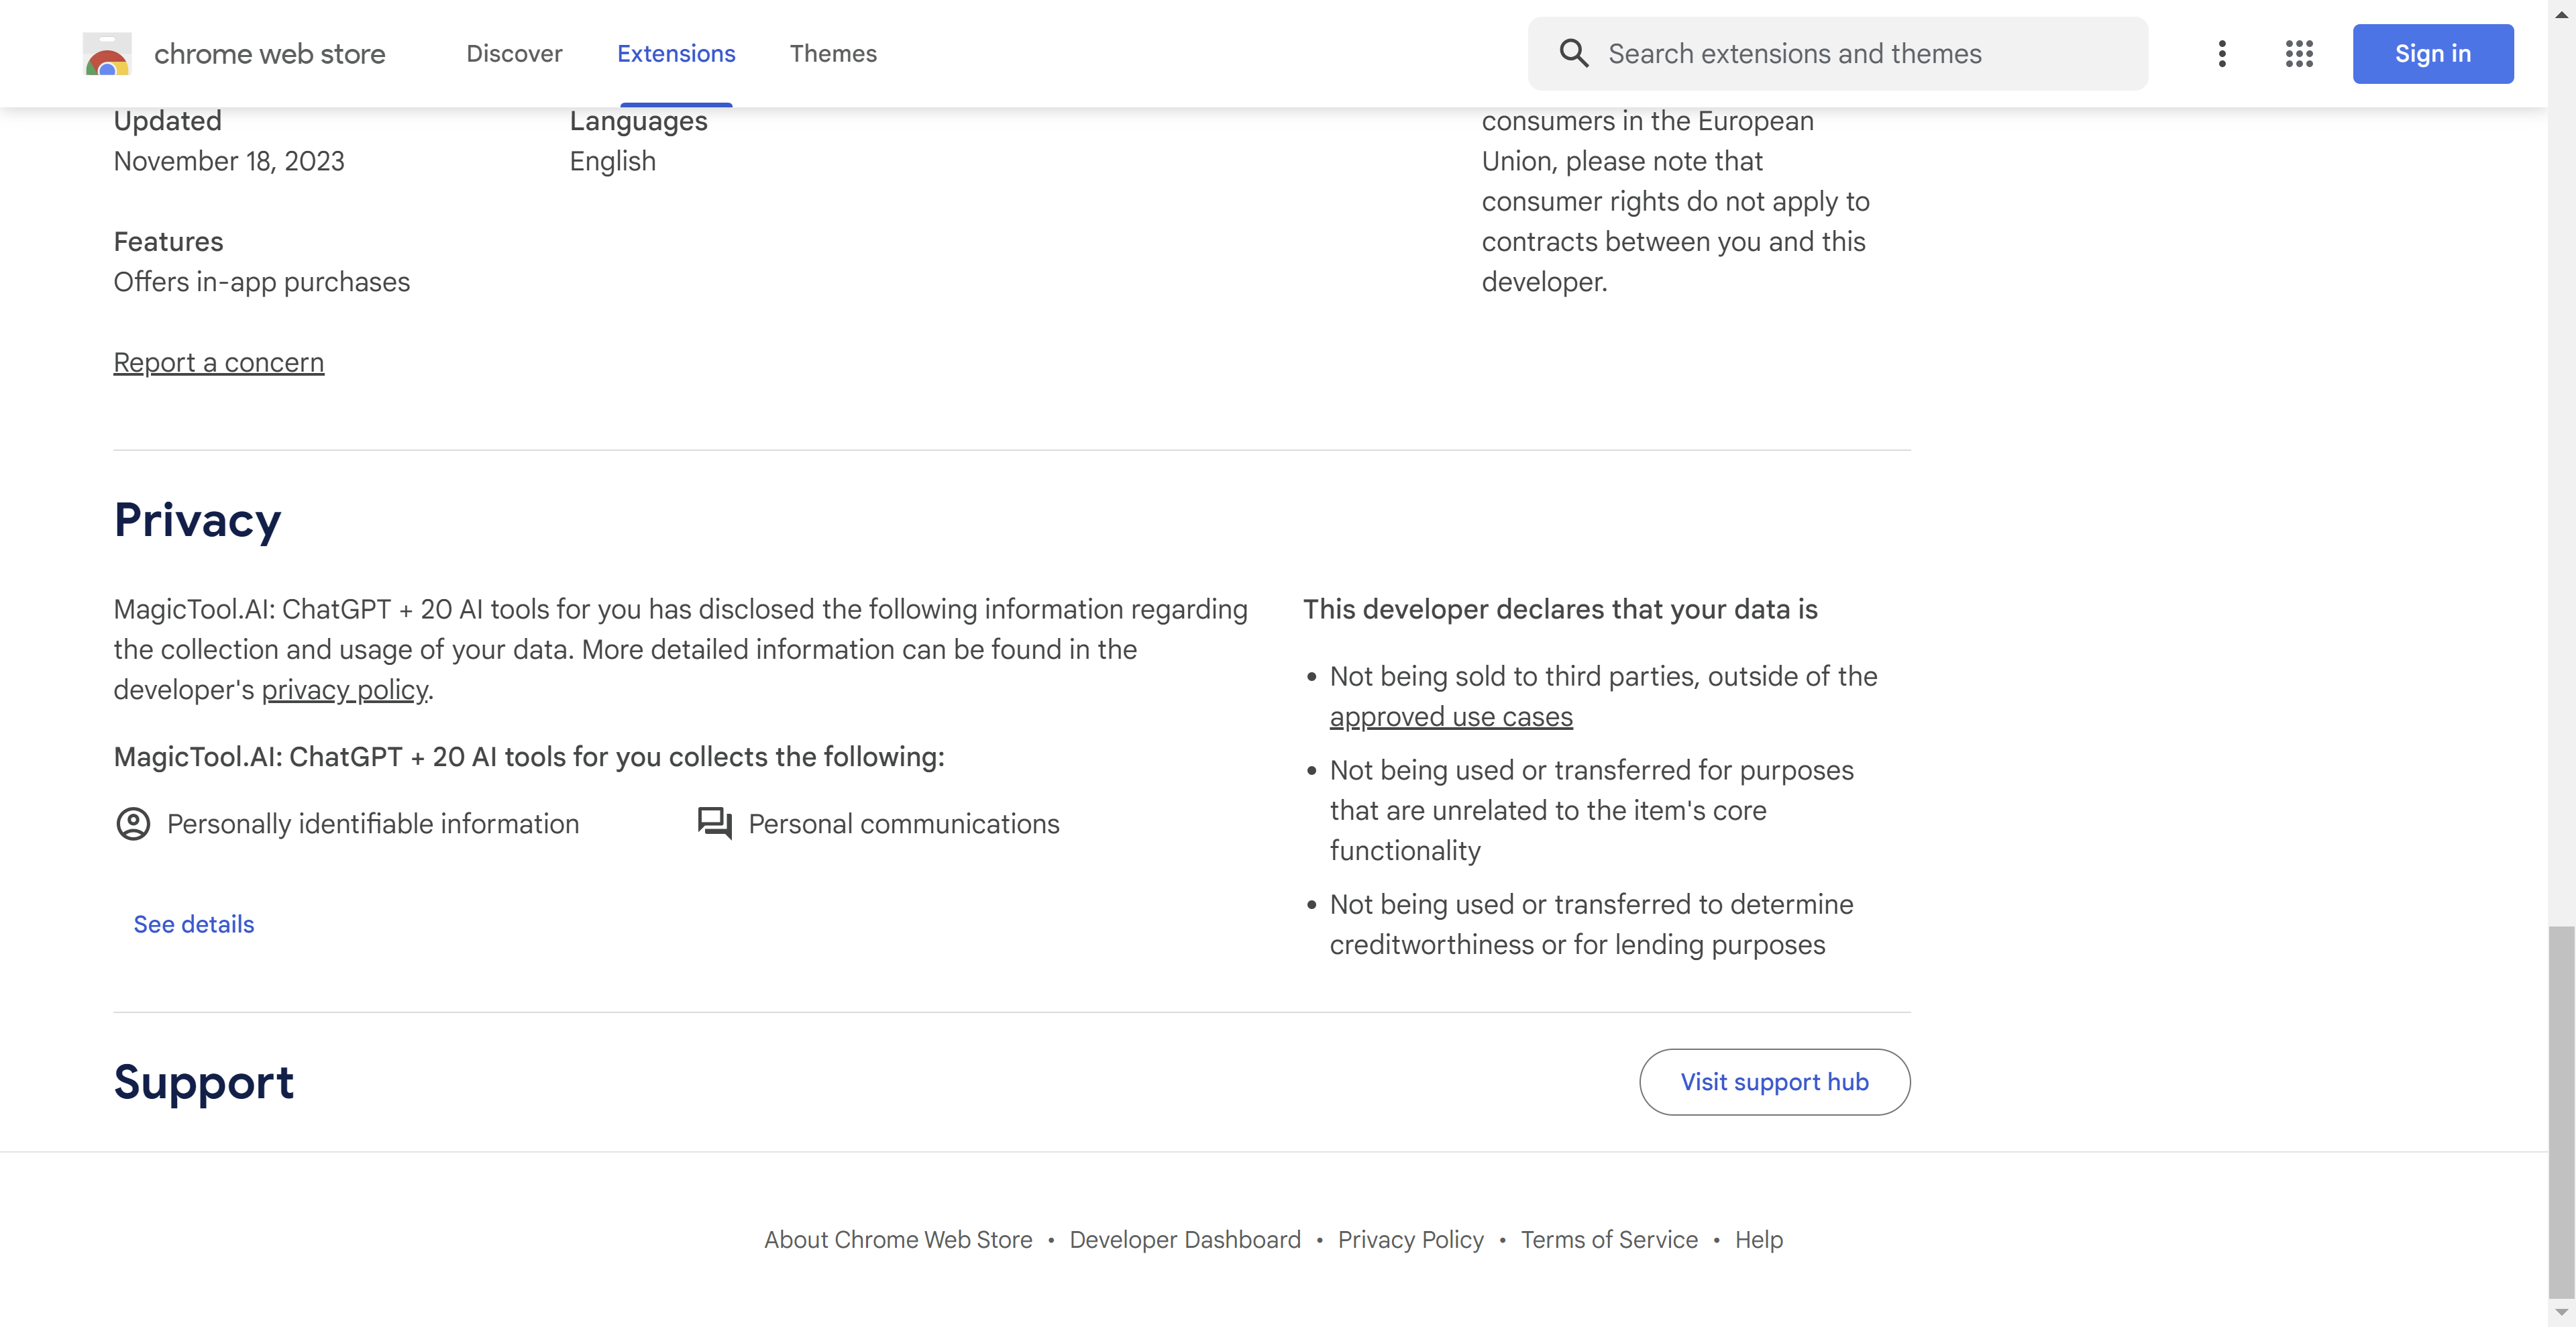 chrome web store
Discover
Extensions
Themes
Search extensions and themes
Sign in
Updated
November 18, 2023
Languages
English
Features
Offers in-app purchases
Report a concern
consumers in the European
Union, please note that
consumer rights do not apply to
contracts between you and this
developer.
Privacy
MagicTool.AI: ChatGPT + 20 AI tools for you has disclosed the following information regarding
the collection and usage of your data. More detailed information can be found in the
developer's privacy policy.
MagicTool.AI: ChatGPT + 20 AI tools for you collects the following:
Personally identifiable information
Personal communications
See details
This developer declares that your data is
• Not being sold to third parties, outside of the
approved use cases
• Not being used or transferred for purposes
that are unrelated to the item's core
functionality
• Not being used or transferred to determine
creditworthiness or for lending purposes
Support
Visit support hub
About Chrome Web Store • Developer Dashboard • Privacy Policy • Terms of Service • Help